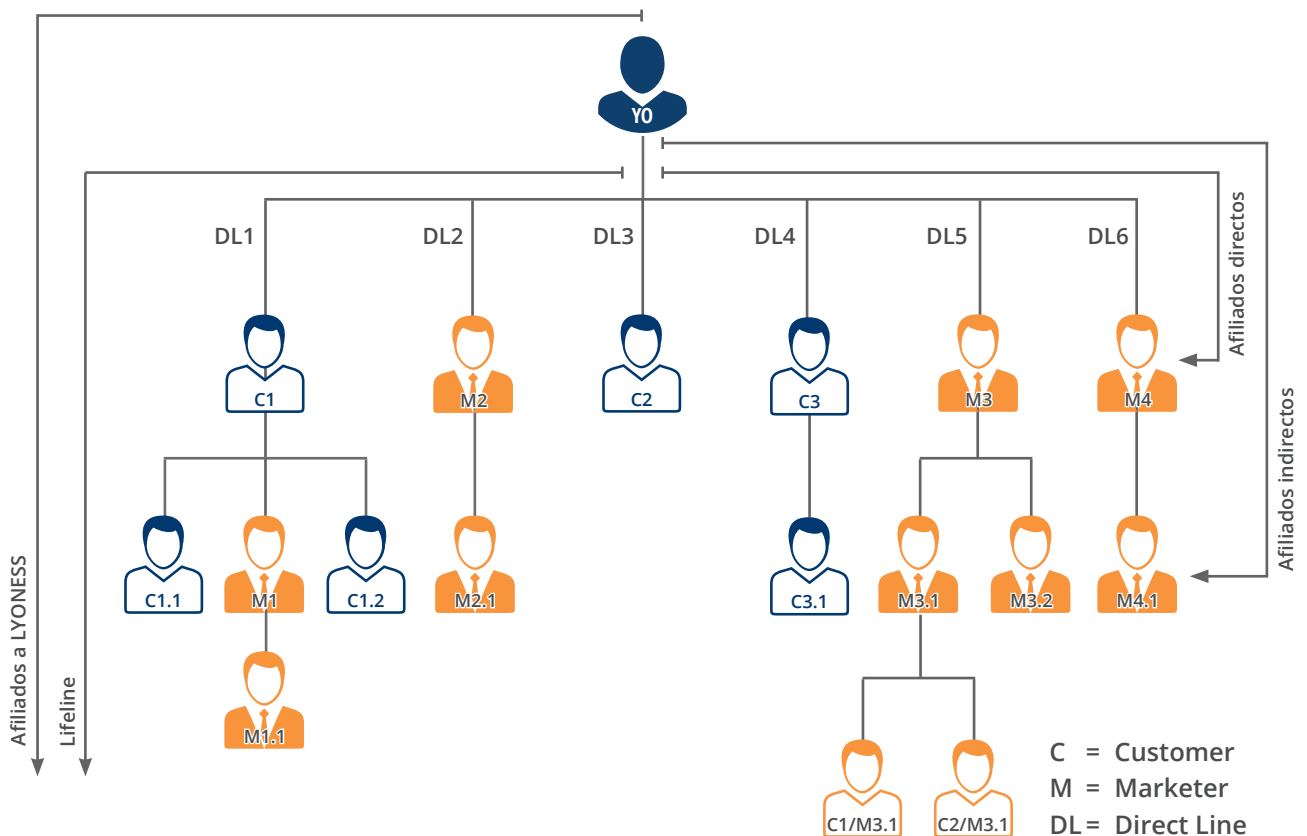 YO
DL1
DL2
DL3
DL4
DL5
DL6
Afiliados directos
Afiliados indirectos
Afiliados a LYONESS
Lifeline
C1
M2
C2
C3
M3
M4
C1.1
M1
C1.2
M2.1
C3.1
M3.1
M3.2
M4.1
M1.1
C1/M3.1
C2/M3.1
C = Customer
M = Marketer
DL = Direct Line